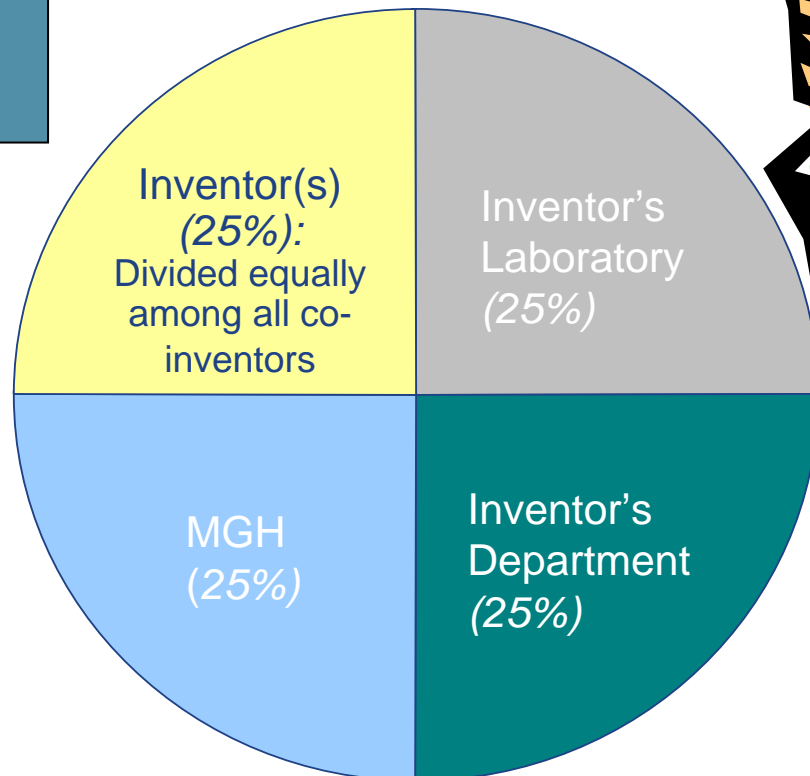 Inventor(s)
(25%):
Divided equally
among all co-
inventors
Inventor’s
Laboratory
(25%)
MGH
(25%)
Inventor’s
Department
(25%)